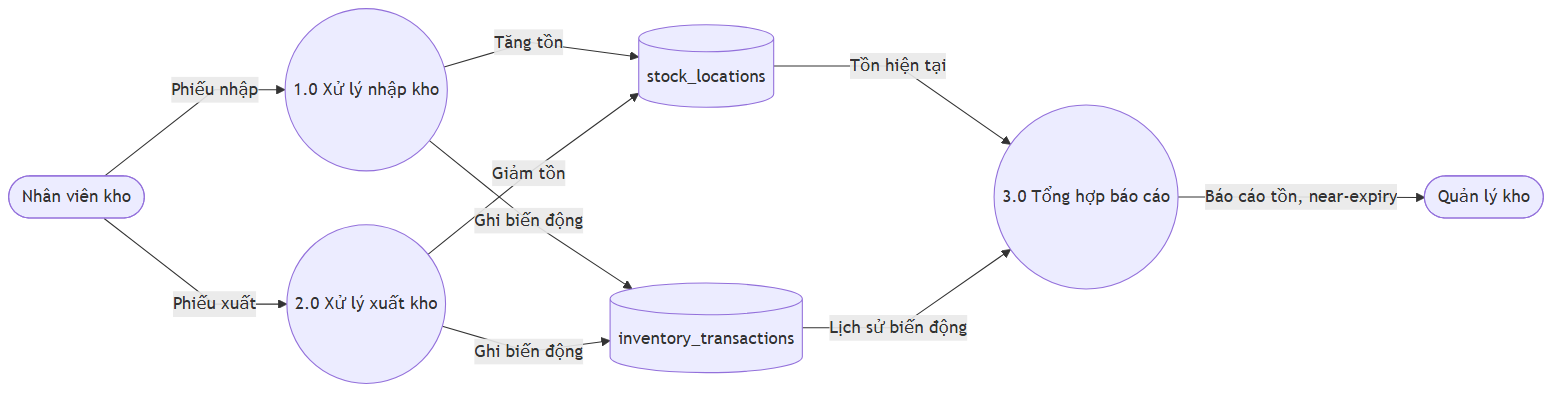 Nhân viên kho
Phiếu nhập
Phiếu xuất
1.0 Xử lý nhập kho
2.0 Xử lý xuất kho
Tăng tồn
Giảm tồn
Ghi biến động
Ghi biến động
stock_locations
inventory_transactions
Tồn hiện tại
Lịch sử biến động
3.0 Tổng hợp báo cáo
Báo cáo tồn, near-expiry
Quản lý kho